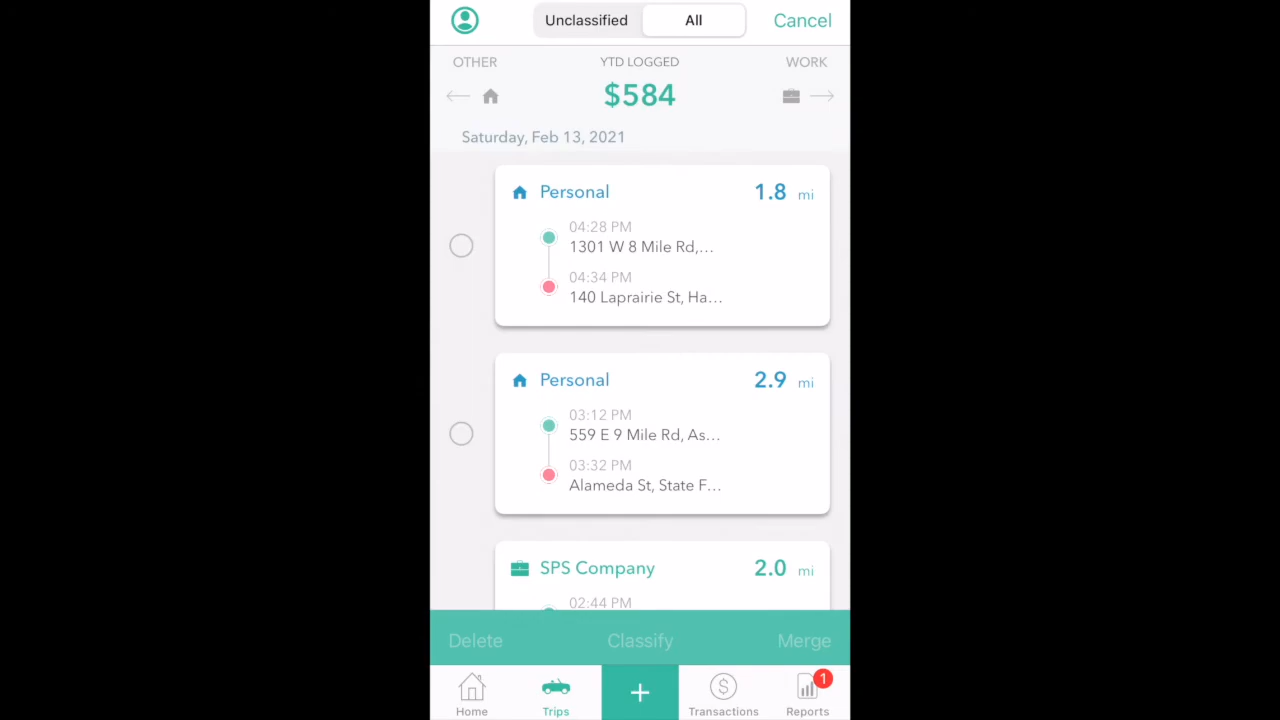 Unclassified All Cancel
OTHER YTD LOGGED WORK
$584
Saturday, Feb 13, 2021
Personal 1.8 mi
04:28 PM
1301 W 8 Mile Rd,...
04:34 PM
140 Laprairie St, Ha...
Personal 2.9 mi
03:12 PM
559 E 9 Mile Rd, As...
03:32 PM
Alameda St, State F...
SPS Company 2.0 mi
02:44 PM
Delete Classify Merge
1
Home Trips + Transactions Reports